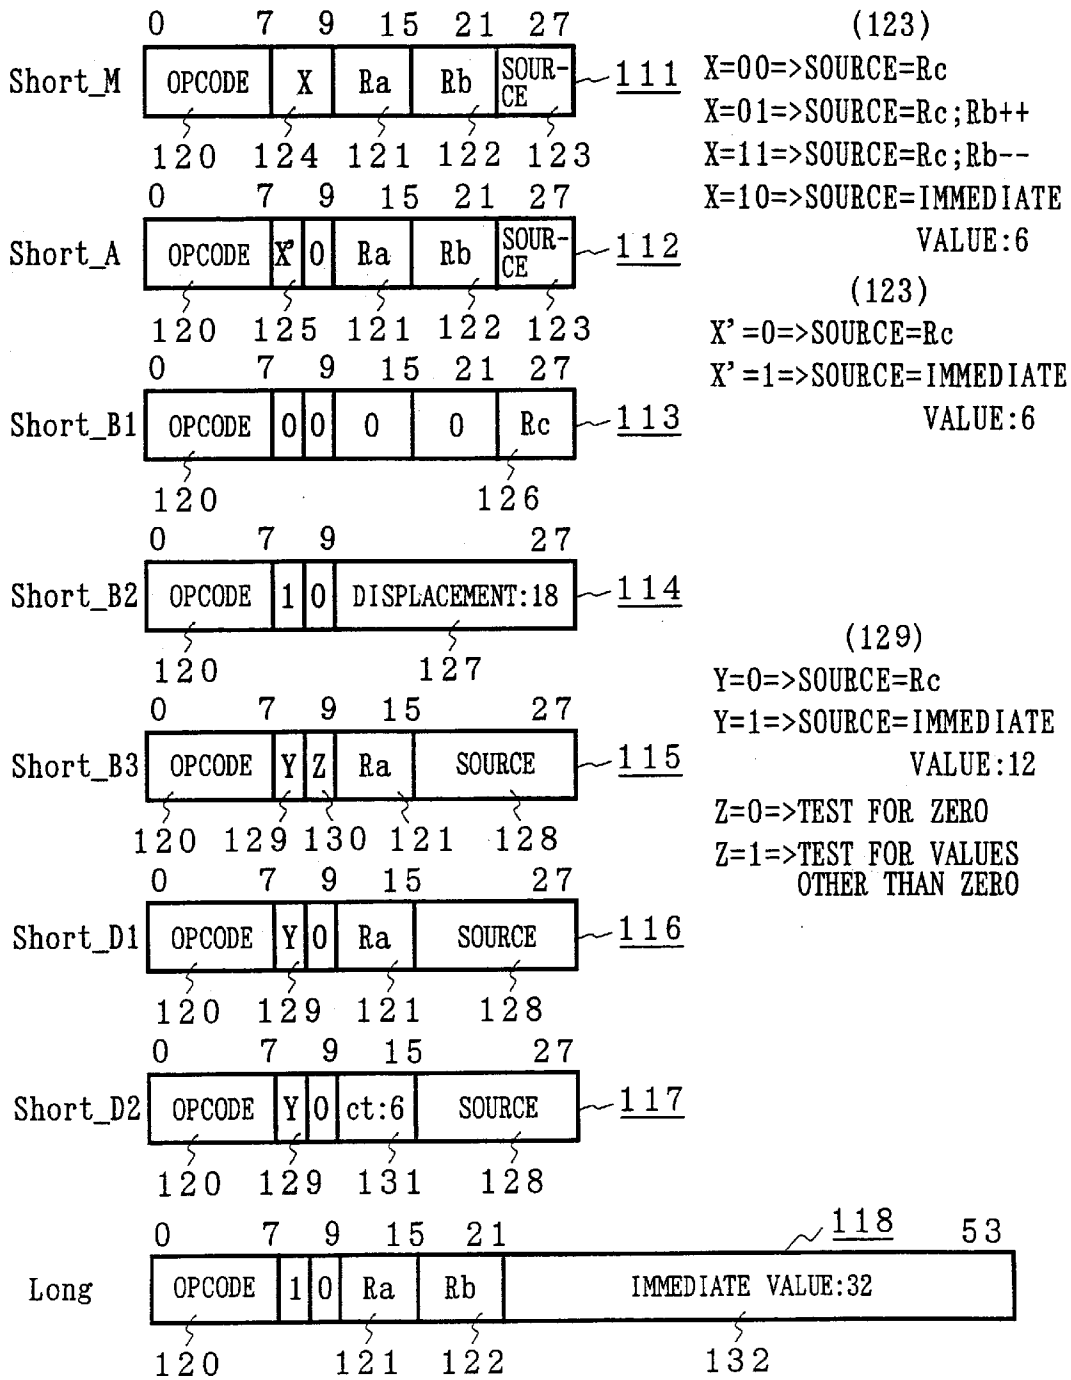 0 7 9 15 21 27
Short_M OPCODE X Ra Rb SOUR-
CE 111
120 124 121 122 123
(123)
X=00=>SOURCE=Rc
X=01=>SOURCE=Rc;Rb++
X=11=>SOURCE=Rc;Rb--
X=10=>SOURCE=IMMEDIATE
VALUE:6
0 7 9 15 21 27
Short_A OPCODE X' 0 Ra Rb SOUR-
CE 112
120 125 121 122 123
(123)
X'=0=>SOURCE=Rc
X'=1=>SOURCE=IMMEDIATE
VALUE:6
0 7 9 15 21 27
Short_B1 OPCODE 0 0 0 0 Rc 113
120 126
0 7 9 27
Short_B2 OPCODE 1 0 DISPLACEMENT:18 114
120 127
0 7 9 15 27
Short_B3 OPCODE Y Z Ra SOURCE 115
120 129 130 121 128
(129)
Y=0=>SOURCE=Rc
Y=1=>SOURCE=IMMEDIATE
VALUE:12
Z=0=>TEST FOR ZERO
Z=1=>TEST FOR VALUES
OTHER THAN ZERO
0 7 9 15 27
Short_D1 OPCODE Y 0 Ra SOURCE 116
120 129 121 128
0 7 9 15 27
Short_D2 OPCODE Y 0 ct:6 SOURCE 117
120 129 131 128
0 7 9 15 21 118 53
Long OPCODE 1 0 Ra Rb IMMEDIATE VALUE:32
120 121 122 132